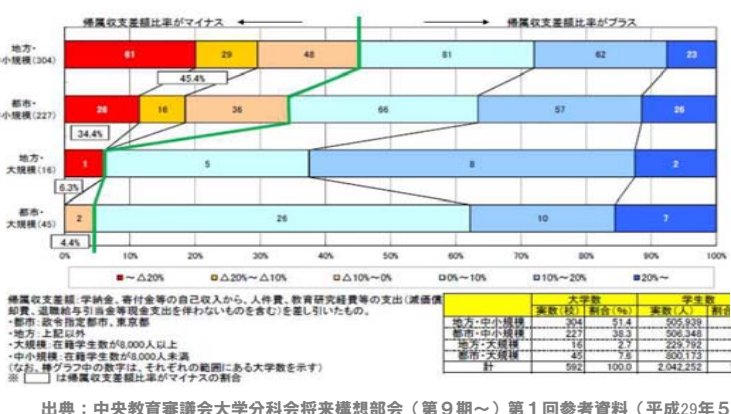 帰属収支差額比率がマイナス
帰属収支差額比率がプラス
地方・
中小規模(304)
61
29
48
81
62
23
45.4%
都市・
中小規模(227)
26
16
36
66
57
26
34.4%
地方・
大規模(16)
1
5
8
2
6.3%
都市・
大規模(45)
2
26
10
7
4.4%
0% 10% 20% 30% 40% 50% 60% 70% 80% 90% 100%
■～△20% ■△20%～△10% □△10%～0% □0%～10% □10%～20% ■20%～
帰属収支差額:学納金、寄付金等の自己収入から、人件費、教育研究経費等の支出(減価償
却費、退職給与引当金等現金支出を伴わないものを含む)を差し引いたもの。
・都市:政令指定都市、東京都
・地方:上記以外
・大規模:在籍学生数が8,000人以上
・中小規模:在籍学生数が8,000人未満
(なお、棒グラフ中の数字は、それぞれの範囲にある大学数を示す)
※ は帰属収支差額比率がマイナスの割合
大学数 学生数
実数(校) 割合(%) 実数(人) 割合
地方・中小規模 304 51.4 505,939
都市・中小規模 227 38.3 506,348
地方・大規模 16 2.7 229,792
都市・大規模 45 7.6 800,173
計 592 100.0 2,042,252
出典：中央教育審議会大学分科会将来構想部会（第９期～）第１回参考資料（平成29年５